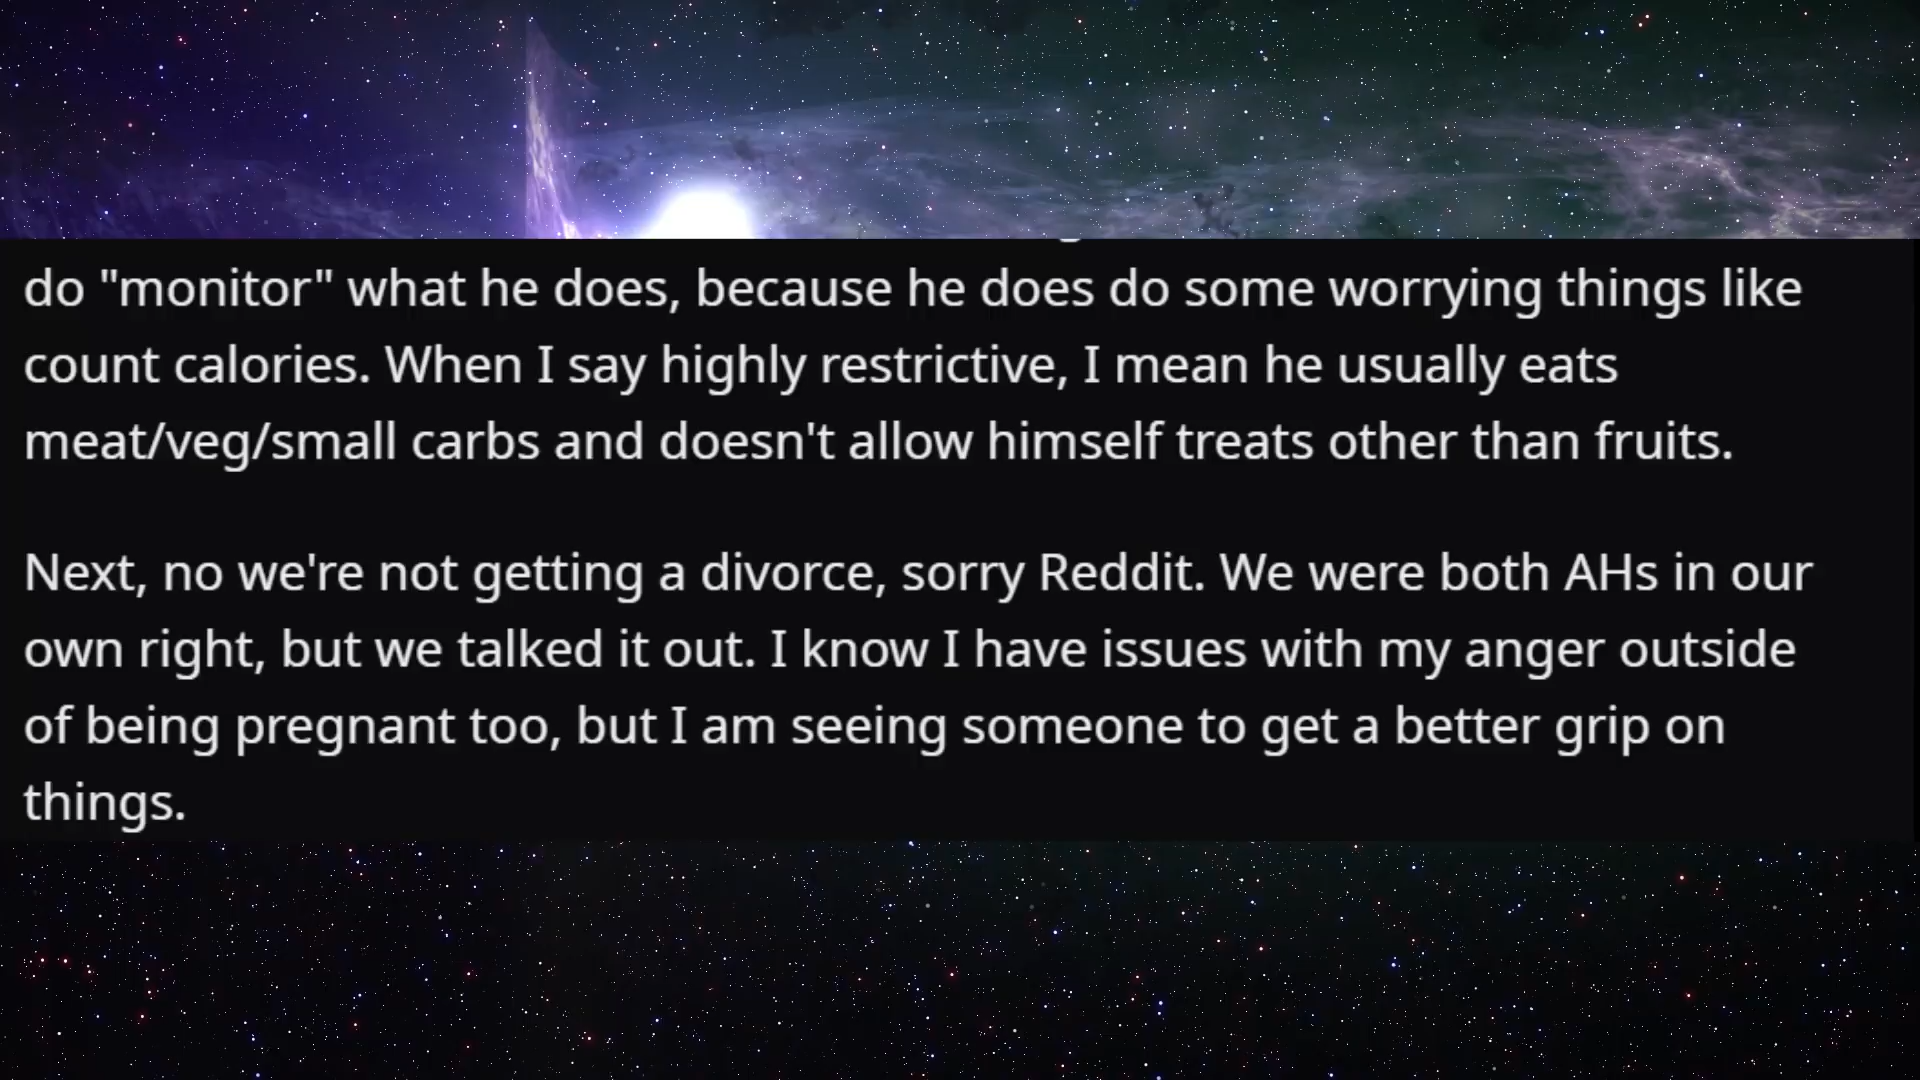 do "monitor" what he does, because he does do some worrying things like
count calories. When I say highly restrictive, I mean he usually eats
meat/veg/small carbs and doesn't allow himself treats other than fruits.
Next, no we're not getting a divorce, sorry Reddit. We were both AHs in our
own right, but we talked it out. I know I have issues with my anger outside
of being pregnant too, but I am seeing someone to get a better grip on
things.